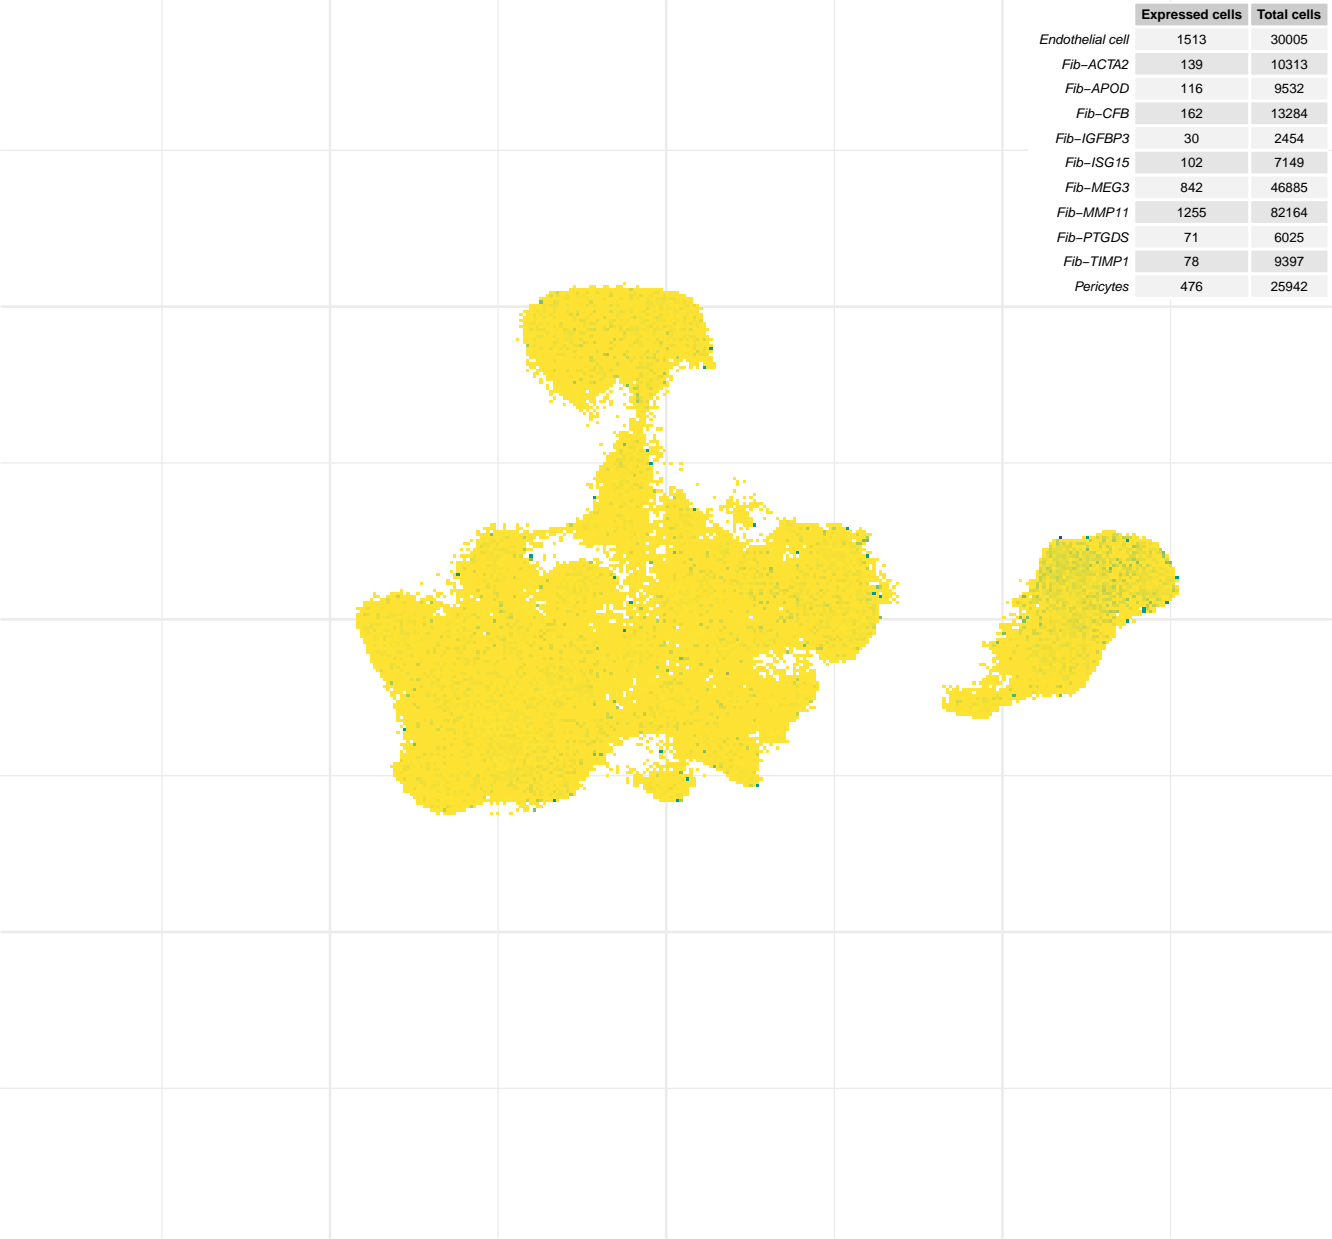 Expressed cells Total cells
Endothelial cell 1513 30005
Fib−ACTA2 139 10313
Fib−APOD 116 9532
Fib−CFB 162 13284
Fib−IGFBP3 30 2454
Fib−ISG15 102 7149
Fib−MEG3 842 46885
Fib−MMP11 1255 82164
Fib−PTGDS 71 6025
Fib−TIMP1 78 9397
Pericytes 476 25942